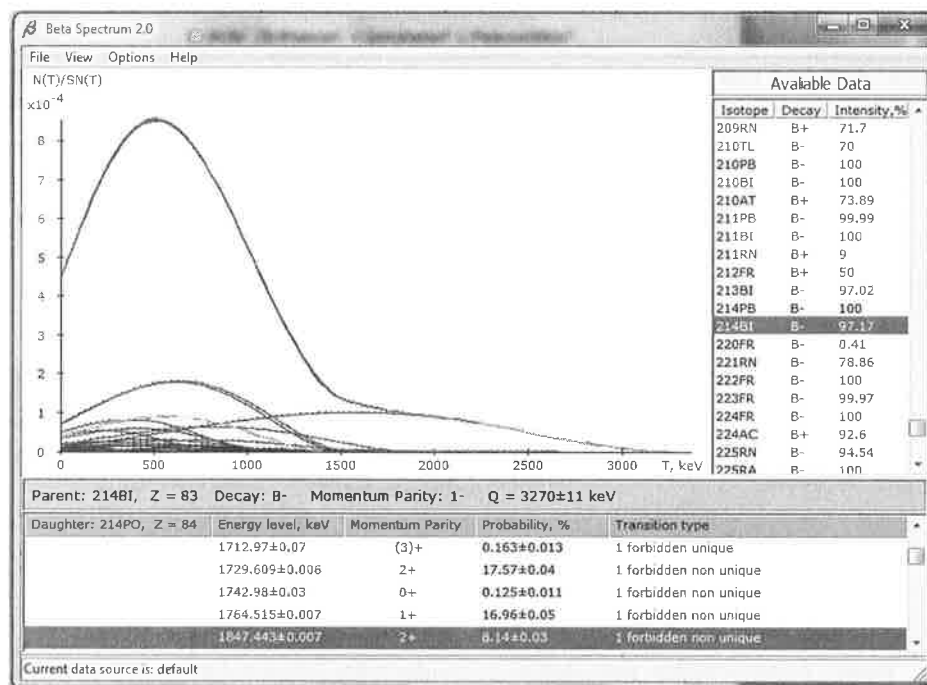 β Beta Spectrum 2.0
File View Options Help
N(T)/SN(T)
×10⁻⁴
8
6
4
2
0
0 500 1000 1500 2000 2500 3000 T, keV
Avaliable Data
Isotope Decay Intensity,%
209RN B+ 71.7
210TL B- 70
210PB B- 100
210BI B- 100
210AT B+ 73.89
211PB B- 99.99
211BI B- 100
211RN B+ 9
212FR B+ 50
213BI B- 97.02
214PB B- 100
214BI B- 97.17
220FR B- 0.41
221RN B- 78.86
222FR B- 100
223FR B- 99.97
224FR B- 100
224AC B+ 92.6
225RN B- 94.54
225RA B- 100
Parent: 214BI, Z = 83 Decay: B- Momentum Parity: 1- Q = 3270±11 keV
Daughter: 214PO, Z = 84 Energy level, keV Momentum Parity Probability, % Transition type
1712.97±0.07 (3)+ 0.163±0.013 1 forbidden unique
1729.609±0.006 2+ 17.57±0.04 1 forbidden non unique
1742.98±0.03 0+ 0.125±0.011 1 forbidden non unique
1764.515±0.007 1+ 16.96±0.05 1 forbidden non unique
1847.443±0.007 2+ 8.14±0.03 1 forbidden non unique
Current data source is: default